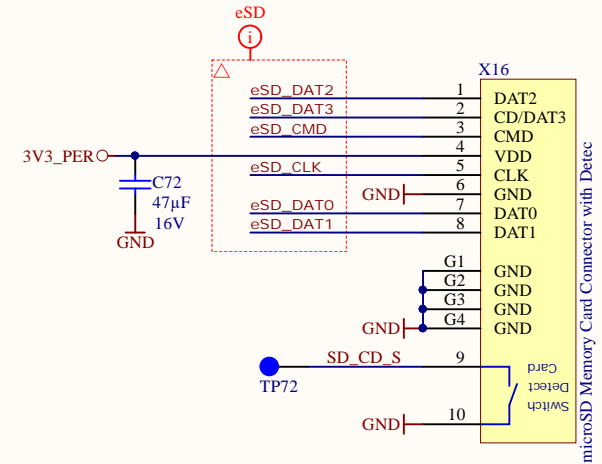 eSD
i
X16
eSD_DAT2 1 DAT2
eSD_DAT3 2 CD/DAT3
eSD_CMD 3 CMD
3V3_PER 4 VDD
eSD_CLK 5 CLK
GND 6 GND
eSD_DAT0 7 DAT0
eSD_DAT1 8 DAT1
C72
47µF
16V
GND
G1 GND
G2 GND
G3 GND
GND G4 GND
SD_CD_S 9
TP72
Card
Detect
Switch
GND 10
microSD Memory Card Connector with Detec